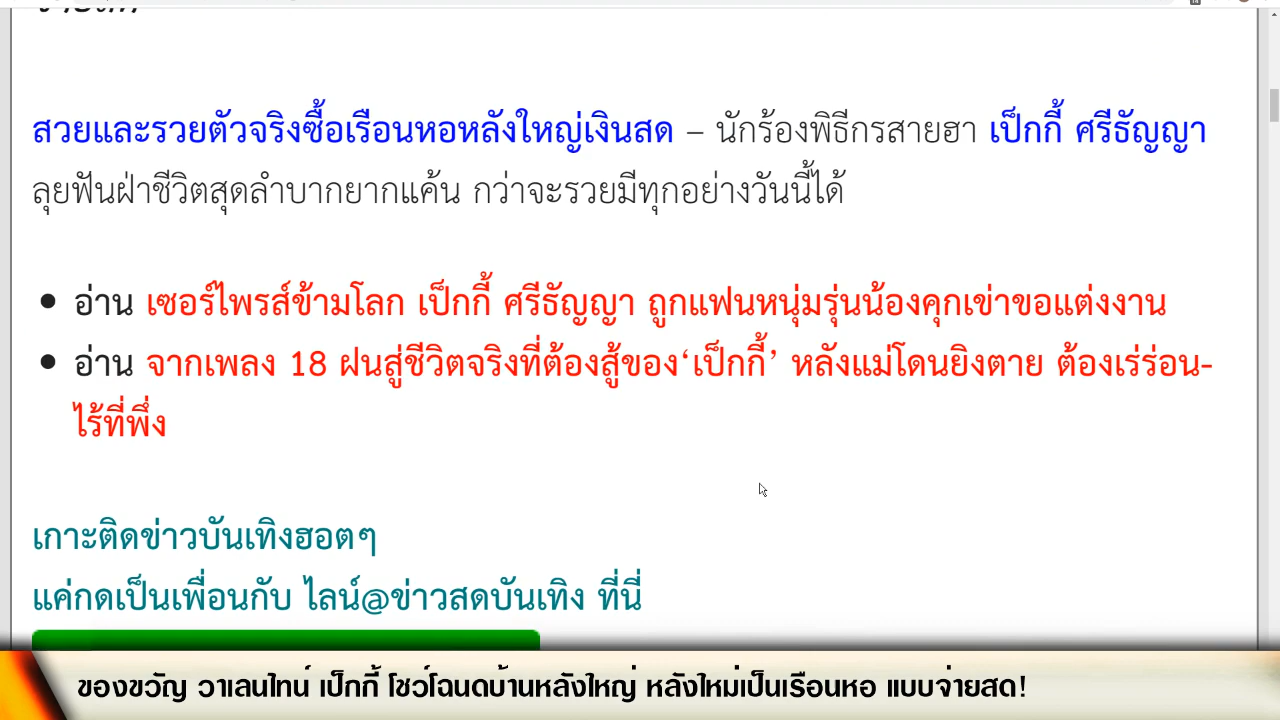 สวยและรวยตัวจริงซื้อเรือนหอหลังใหญ่เงินสด – นักร้องพิธีกรสายฮา เป็กกี้ ศรีธัญญา
ลุยฟันฝ่าชีวิตสุดลำบากยากแค้น กว่าจะรวยมีทุกอย่างวันนี้ได้
• อ่าน เซอร์ไพรส์ข้ามโลก เป็กกี้ ศรีธัญญา ถูกแฟนหนุ่มรุ่นน้องคุกเข่าขอแต่งงาน
• อ่าน จากเพลง 18 ฝนสู่ชีวิตจริงที่ต้องสู้ของ‘เป็กกี้’ หลังแม่โดนยิงตาย ต้องเร่ร่อน-
ไร้ที่พึ่ง
เกาะติดข่าวบันเทิงฮอตๆ
แค่กดเป็นเพื่อนกับ ไลน์@ข่าวสดบันเทิง ที่นี่
ของขวัญ วาเลนไทน์ เป็กกี้ โชว์โฉนดบ้านหลังใหญ่ หลังใหม่เป็นเรือนหอ แบบจ่ายสด!